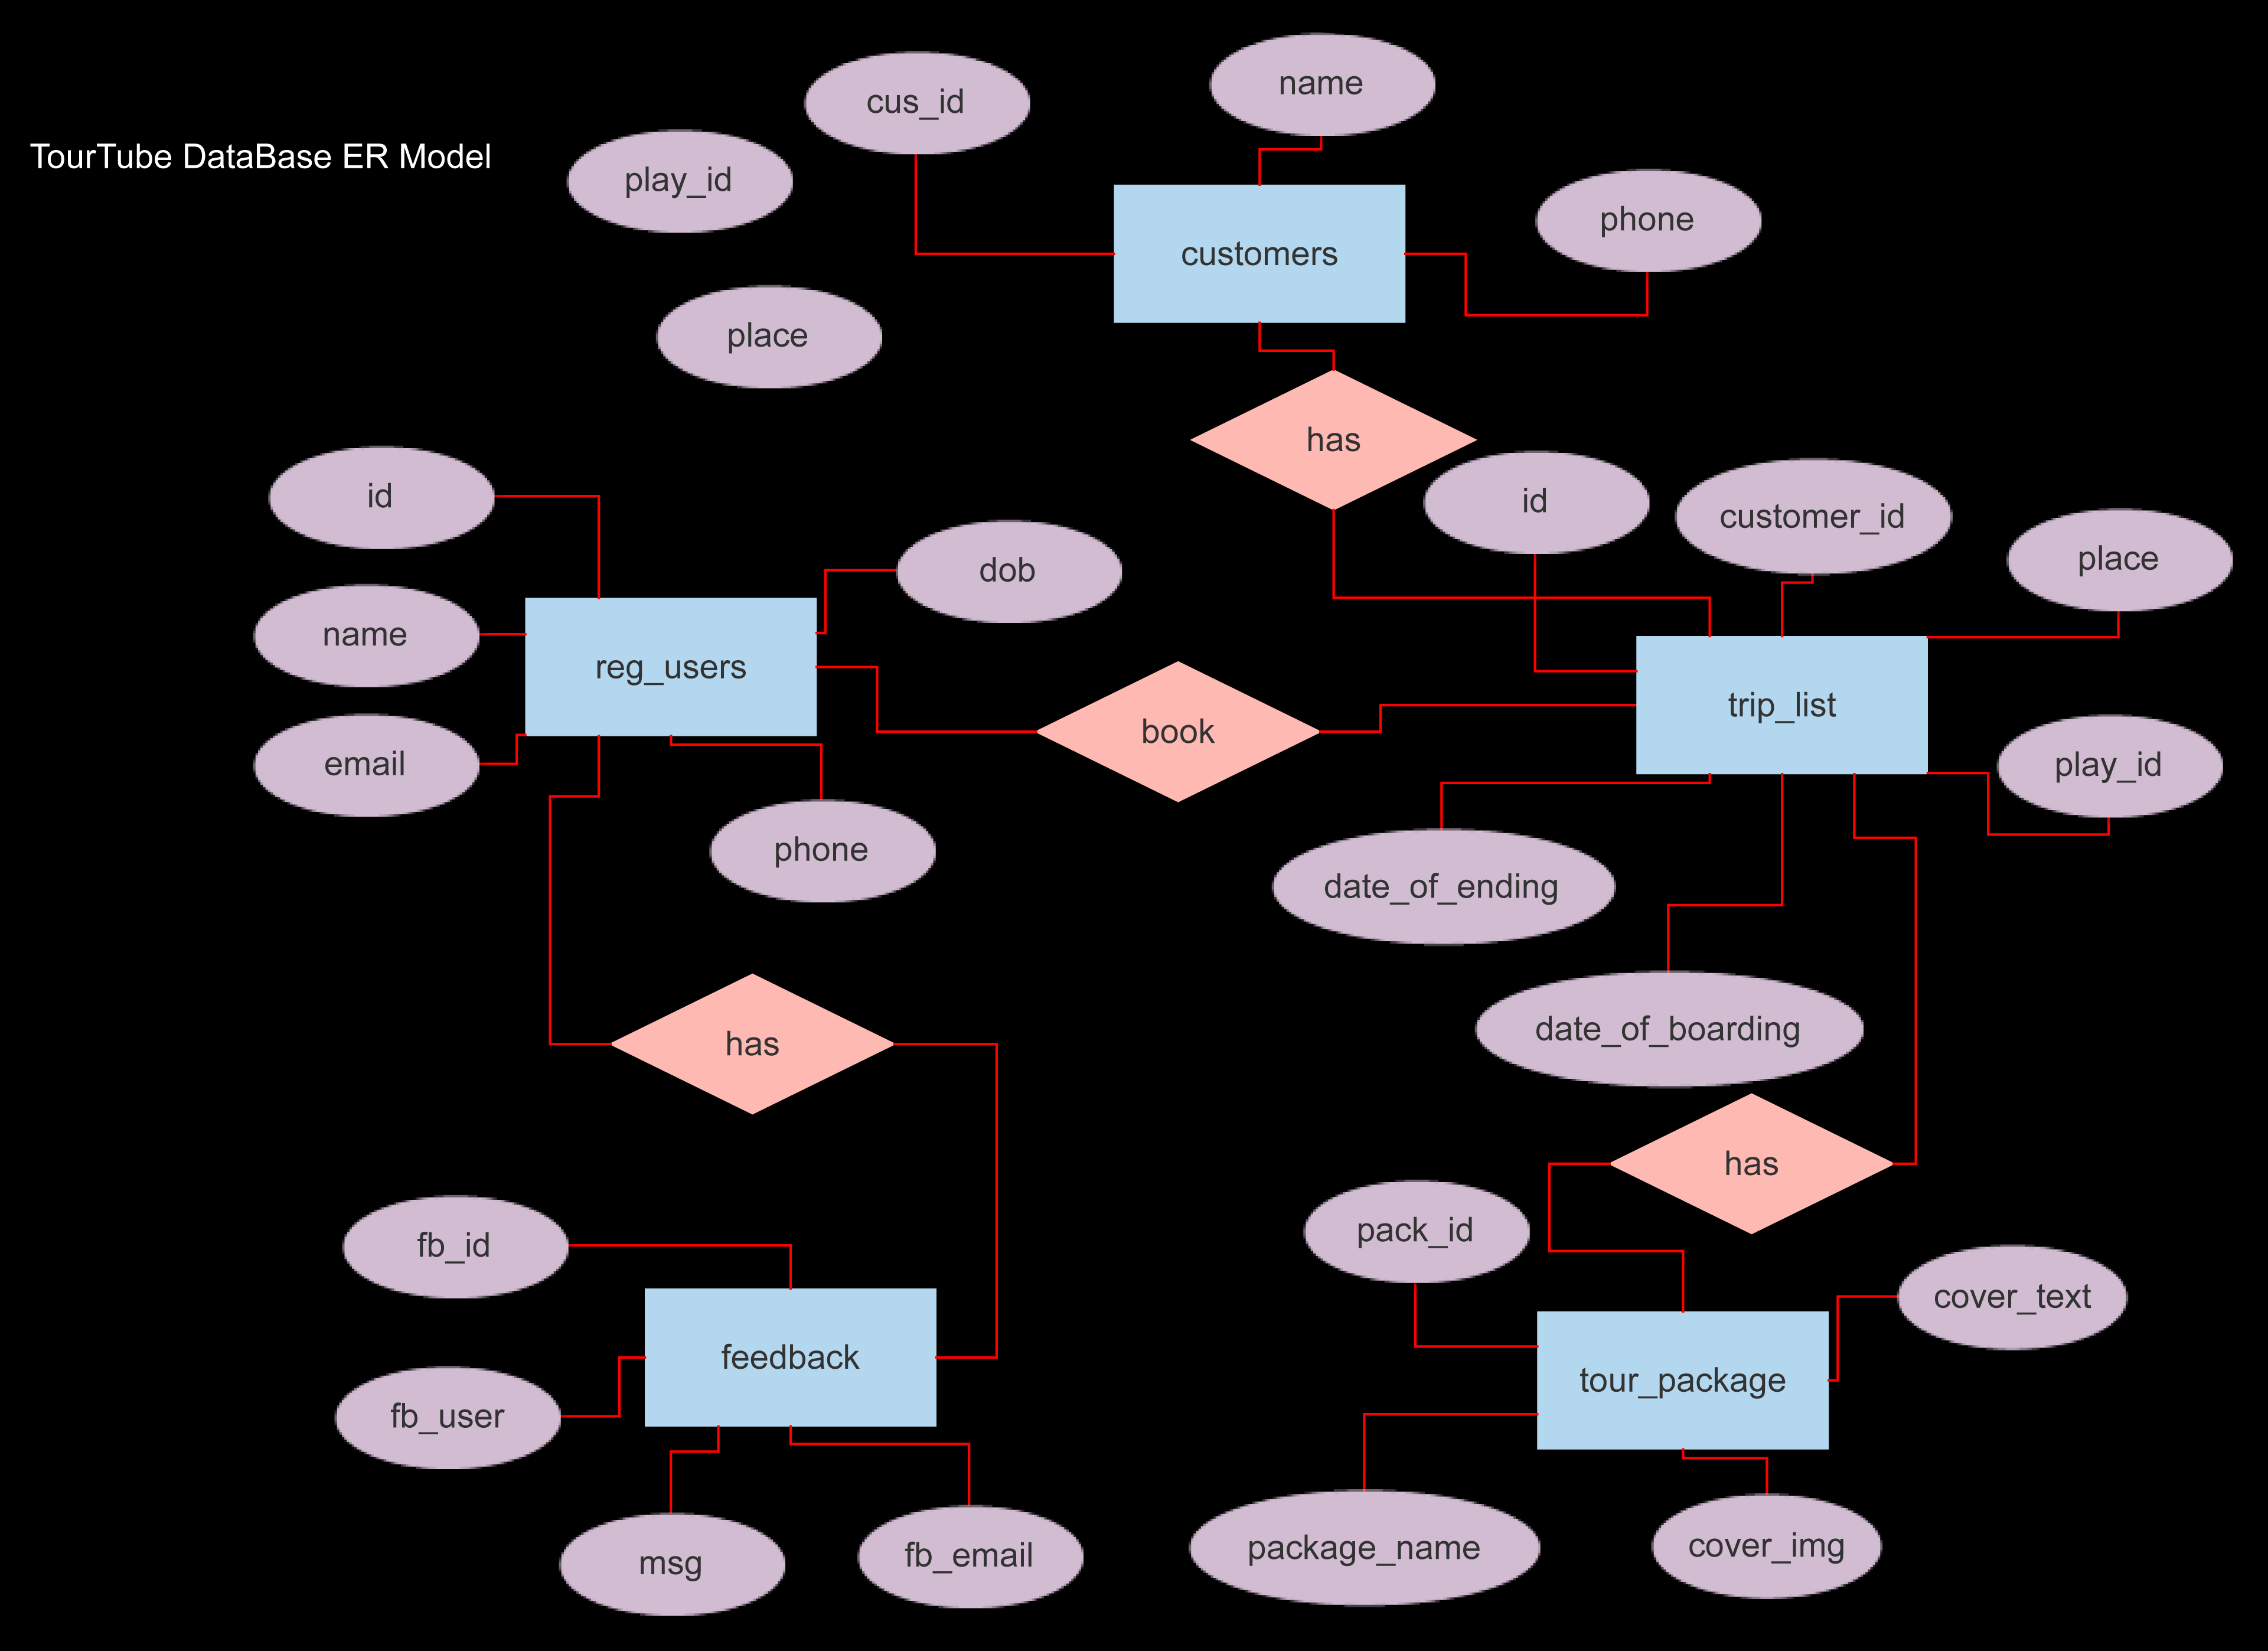 name
cus_id
TourTube DataBase ER Model
play_id
phone
customers
place
has
id
id
customer_id
place
dob
name
reg_users
trip_list
book
email
play_id
phone
date_of_ending
date_of_boarding
has
has
pack_id
fb_id
cover_text
feedback
tour_package
fb_user
package_name
cover_img
fb_email
msg